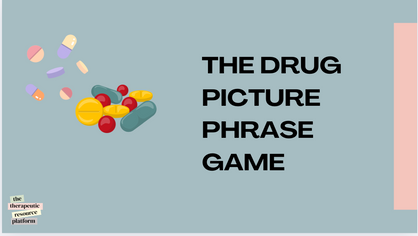 THE DRUG
PICTURE
PHRASE
GAME
the
therapeutic
resource
platform